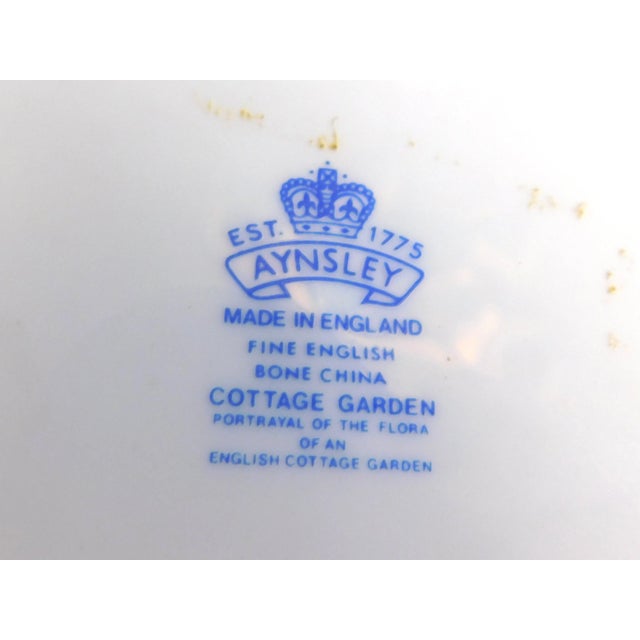 EST. 1775
AYNSLEY
MADE IN ENGLAND
FINE ENGLISH
BONE CHINA
COTTAGE GARDEN
PORTRAYAL OF THE FLORA
OF AN
ENGLISH COTTAGE GARDEN